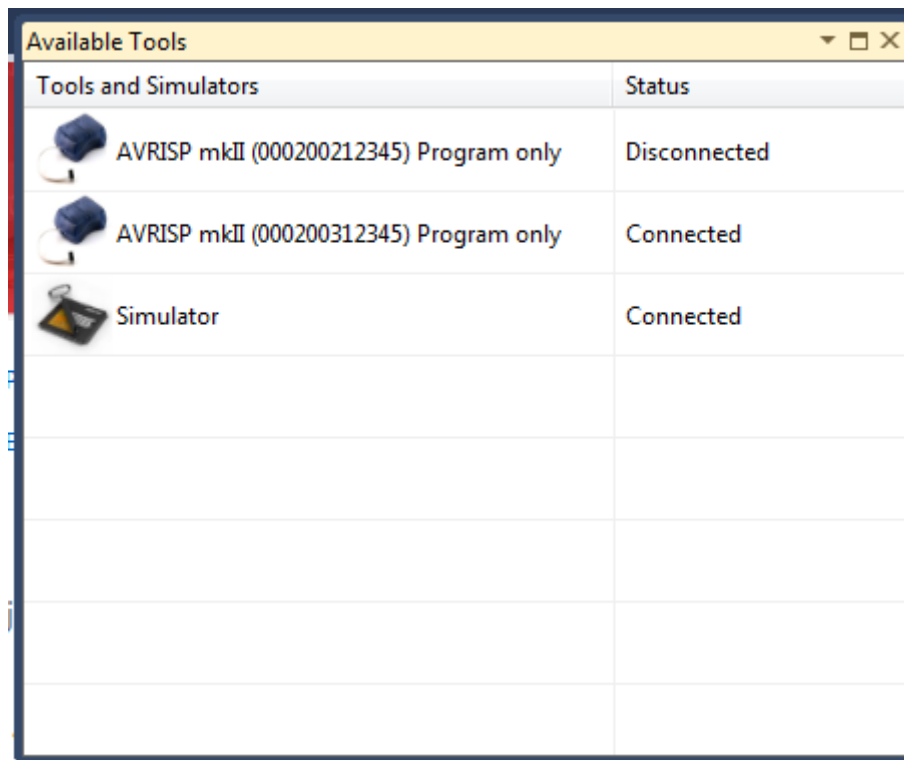 Available Tools
Tools and Simulators Status
AVRISP mkII (000200212345) Program only Disconnected
AVRISP mkII (000200312345) Program only Connected
Simulator Connected